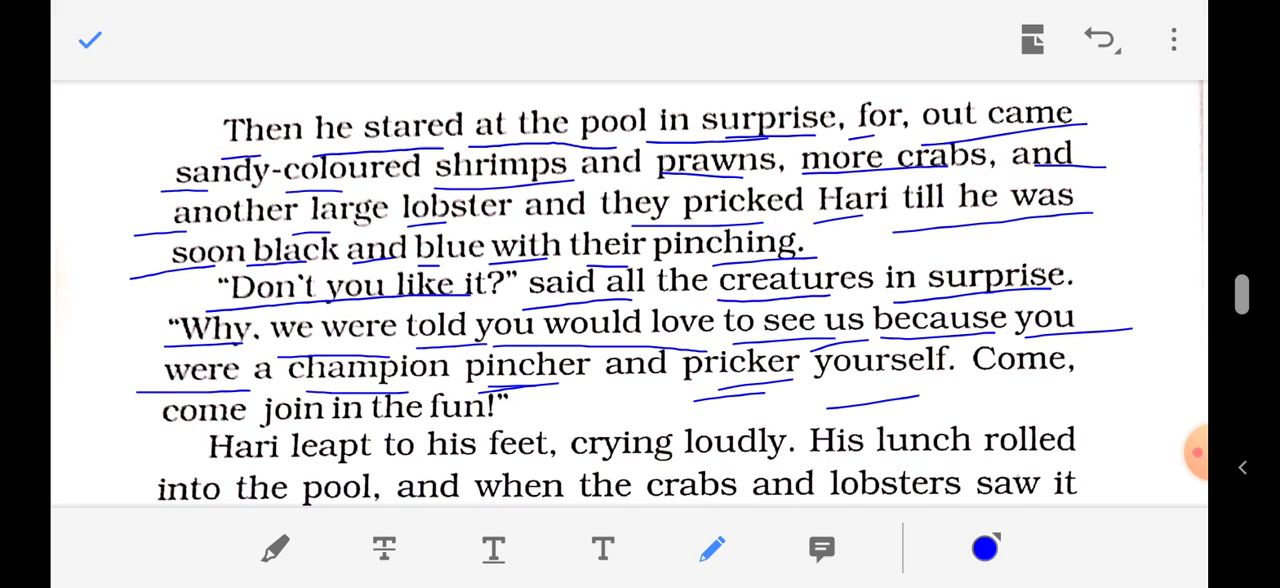 Then he stared at the pool in surprise, for, out came
sandy-coloured shrimps and prawns, more crabs, and
another large lobster and they pricked Hari till he was
soon black and blue with their pinching.
“Don't you like it?” said all the creatures in surprise.
“Why, we were told you would love to see us because you
were a champion pincher and pricker yourself. Come,
come join in the fun!”
Hari leapt to his feet, crying loudly. His lunch rolled
into the pool, and when the crabs and lobsters saw it